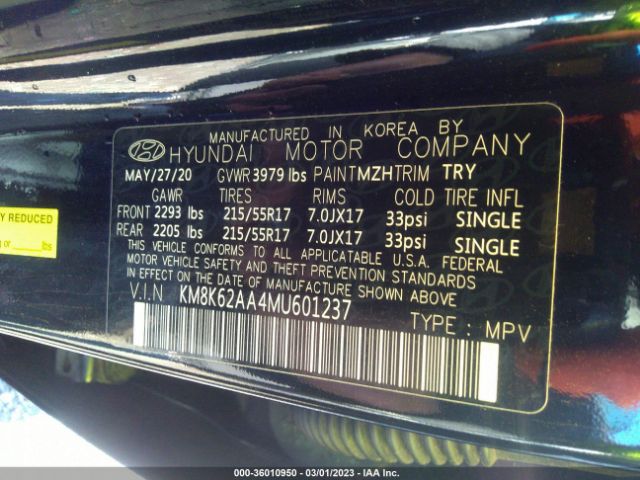 MANUFACTURED IN KOREA BY
HYUNDAI MOTOR COMPANY
MAY/27/20 GVWR 3979 lbs PAINT MZH TRIM TRY
GAWR TIRES RIMS COLD TIRE INFL
FRONT 2293 lbs 215/55R17 7.0JX17 33psi SINGLE
REAR 2205 lbs 215/55R17 7.0JX17 33psi SINGLE
THIS VEHICLE CONFORMS TO ALL APPLICABLE U.S.A. FEDERAL
MOTOR VEHICLE SAFETY AND THEFT PREVENTION STANDARDS
IN EFFECT ON THE DATE OF MANUFACTURE SHOWN ABOVE
V.I.N KM8K62AA4MU601237
TYPE : MPV
Y REDUCED
or lbs
000-36010950 - 03/01/2023 - IAA Inc.